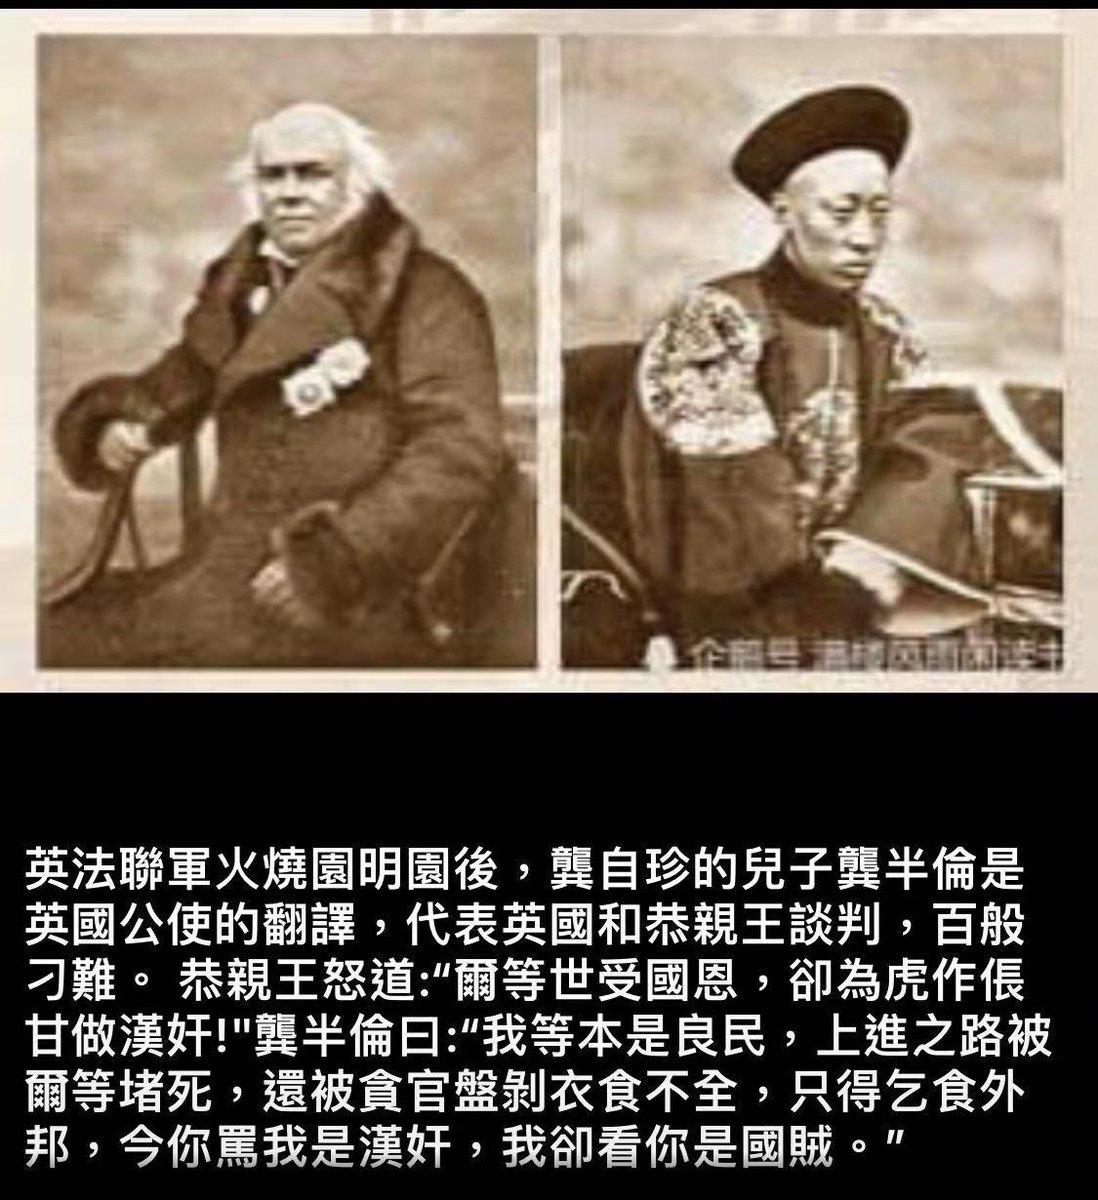 英法聯軍火燒園明園後，龔自珍的兒子龔半倫是
英國公使的翻譯，代表英國和恭親王談判，百般
刁難。 恭親王怒道:“爾等世受國恩，卻為虎作倀
甘做漢奸!"龔半倫曰:“我等本是良民，上進之路被
爾等堵死，還被貪官盤剝衣食不全，只得乞食外
邦，今你罵我是漢奸，我卻看你是國賊。”